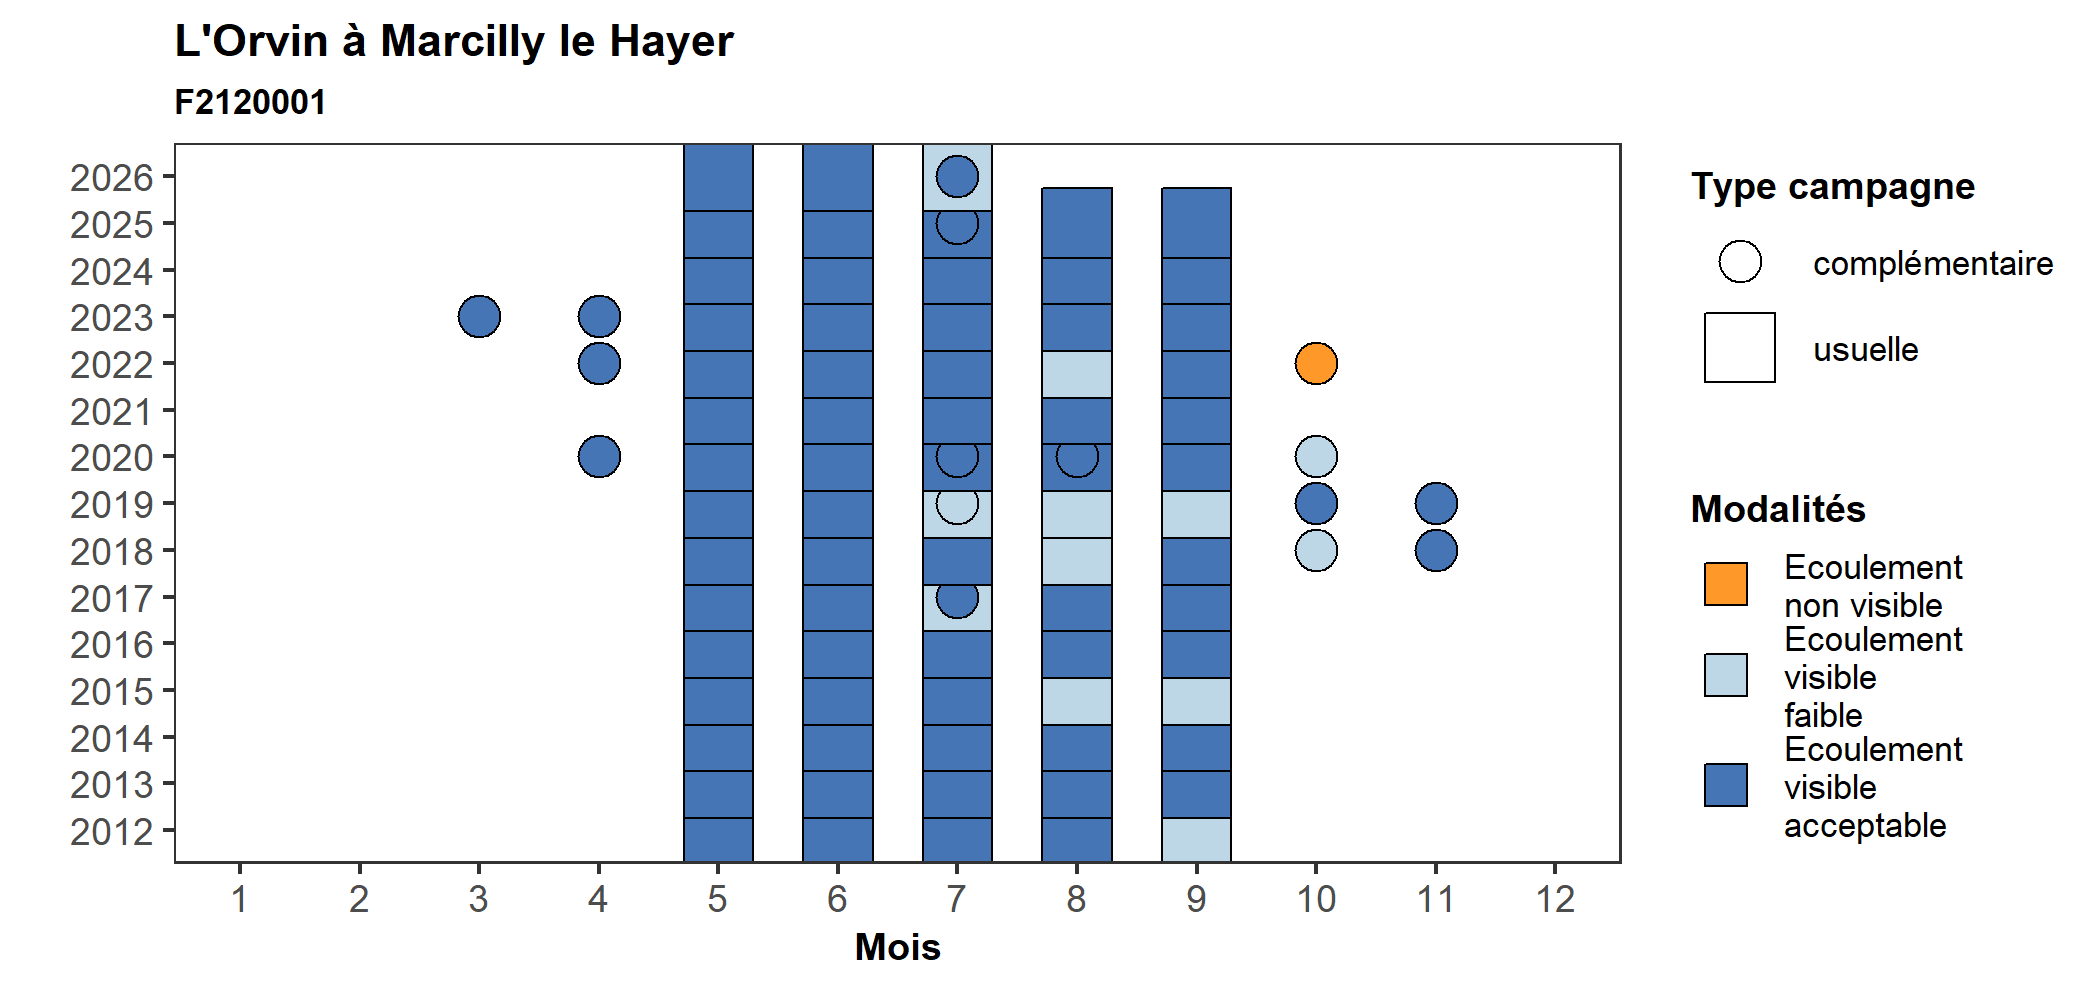 L'Orvin à Marcilly le Hayer
F2120001
2026
2025
2024
2023
2022
2021
2020
2019
2018
2017
2016
2015
2014
2013
2012
1 2 3 4 5 6 7 8 9 10 11 12
Mois
Type campagne
complémentaire
usuelle
Modalités
Ecoulement
non visible
Ecoulement
visible
faible
Ecoulement
visible
acceptable